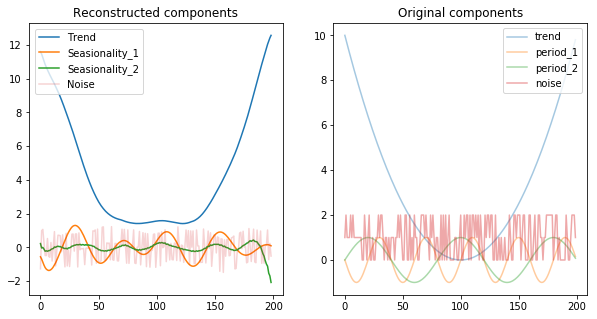 Reconstructed components
Trend
Seasionality_1
Seasionality_2
Noise
12
10
8
6
4
2
0
−2
0
50
100
150
200
Original components
trend
period_1
period_2
noise
10
8
6
4
2
0
0
50
100
150
200